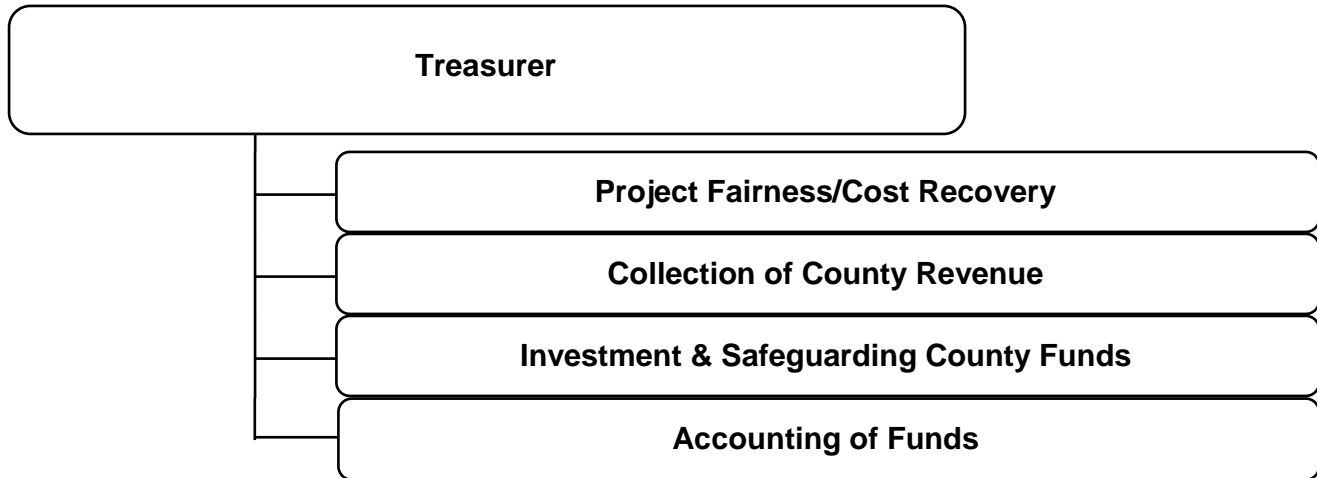 Treasurer
Project Fairness/Cost Recovery
Collection of County Revenue
Investment & Safeguarding County Funds
Accounting of Funds